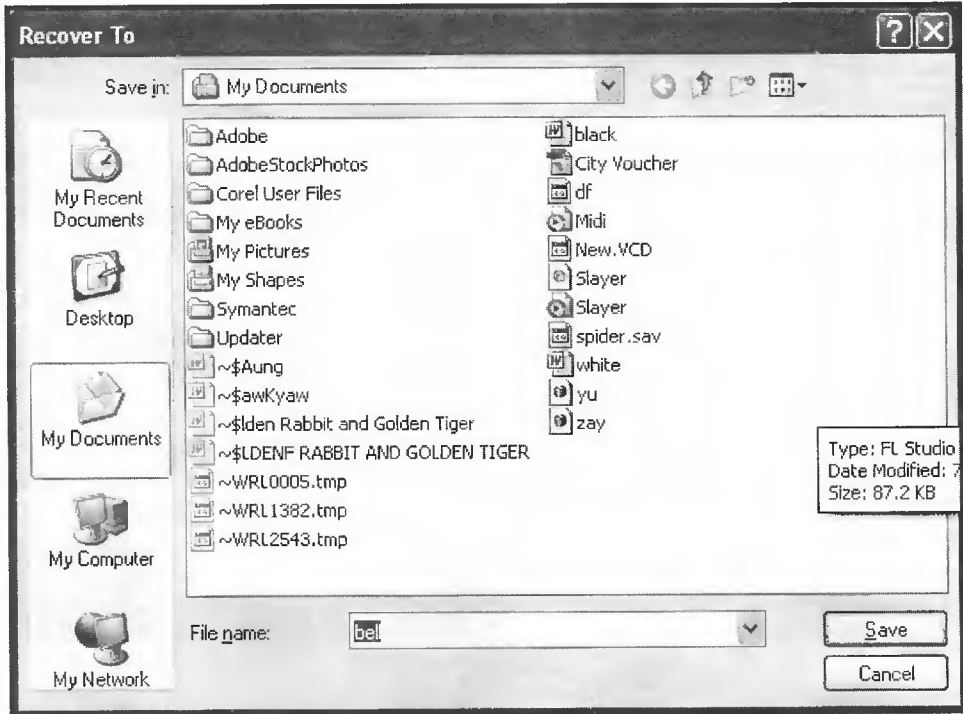 Recover To
Save in:
My Documents
My Recent
Documents
Desktop
My Documents
My Computer
My Network
Adobe
AdobeStockPhotos
Corel User Files
My eBooks
My Pictures
My Shapes
Symantec
Updater
~$Aung
~$awKyaw
~$lden Rabbit and Golden Tiger
~$LDENF RABBIT AND GOLDEN TIGER
~WRL0005.tmp
~WRL1382.tmp
~WRL2543.tmp
black
City Voucher
df
Midi
New.VCD
Slayer
Slayer
spider.sav
white
yu
zay
Type: FL Studio
Date Modified: 7
Size: 87.2 KB
File name:
bell
Save
Cancel